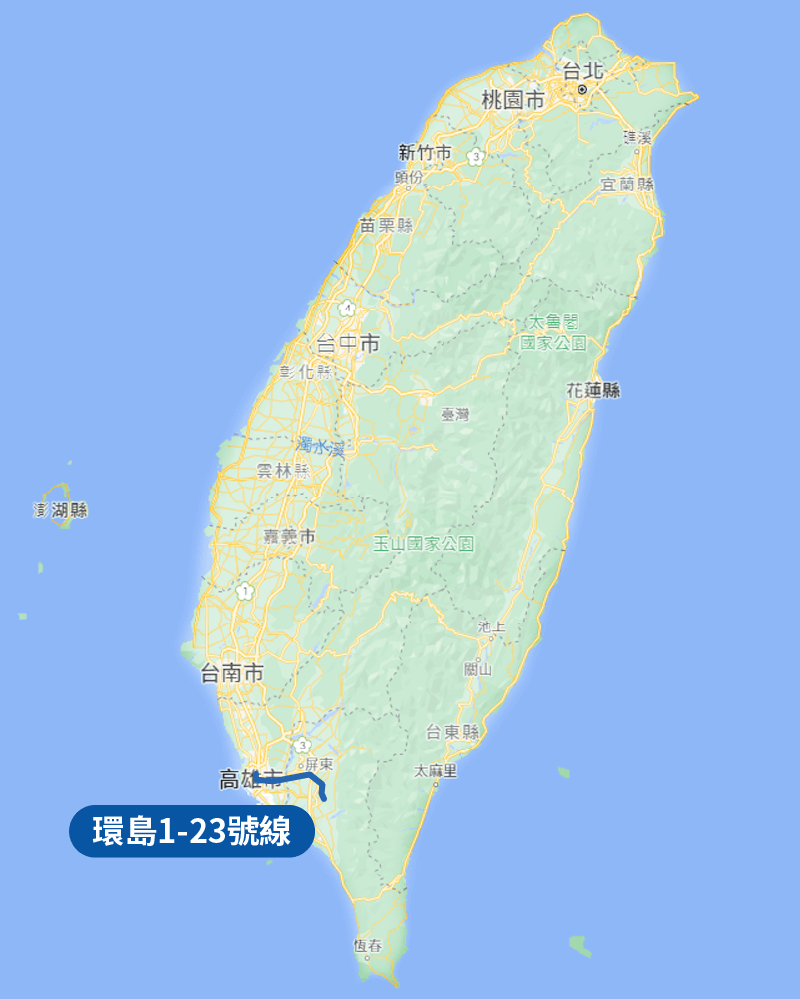 台北
桃園市
礁溪
新竹市
3
頭份
宜蘭縣
苗栗縣
4
太魯閣
國家公園
台中市
彰化縣
花蓮縣
臺灣
濁水溪
雲林縣
澎湖縣
嘉義市
玉山國家公園
1
池上
關山
台南市
台東縣
3
屏東
太麻里
高雄市
環島1-23號線
恆春